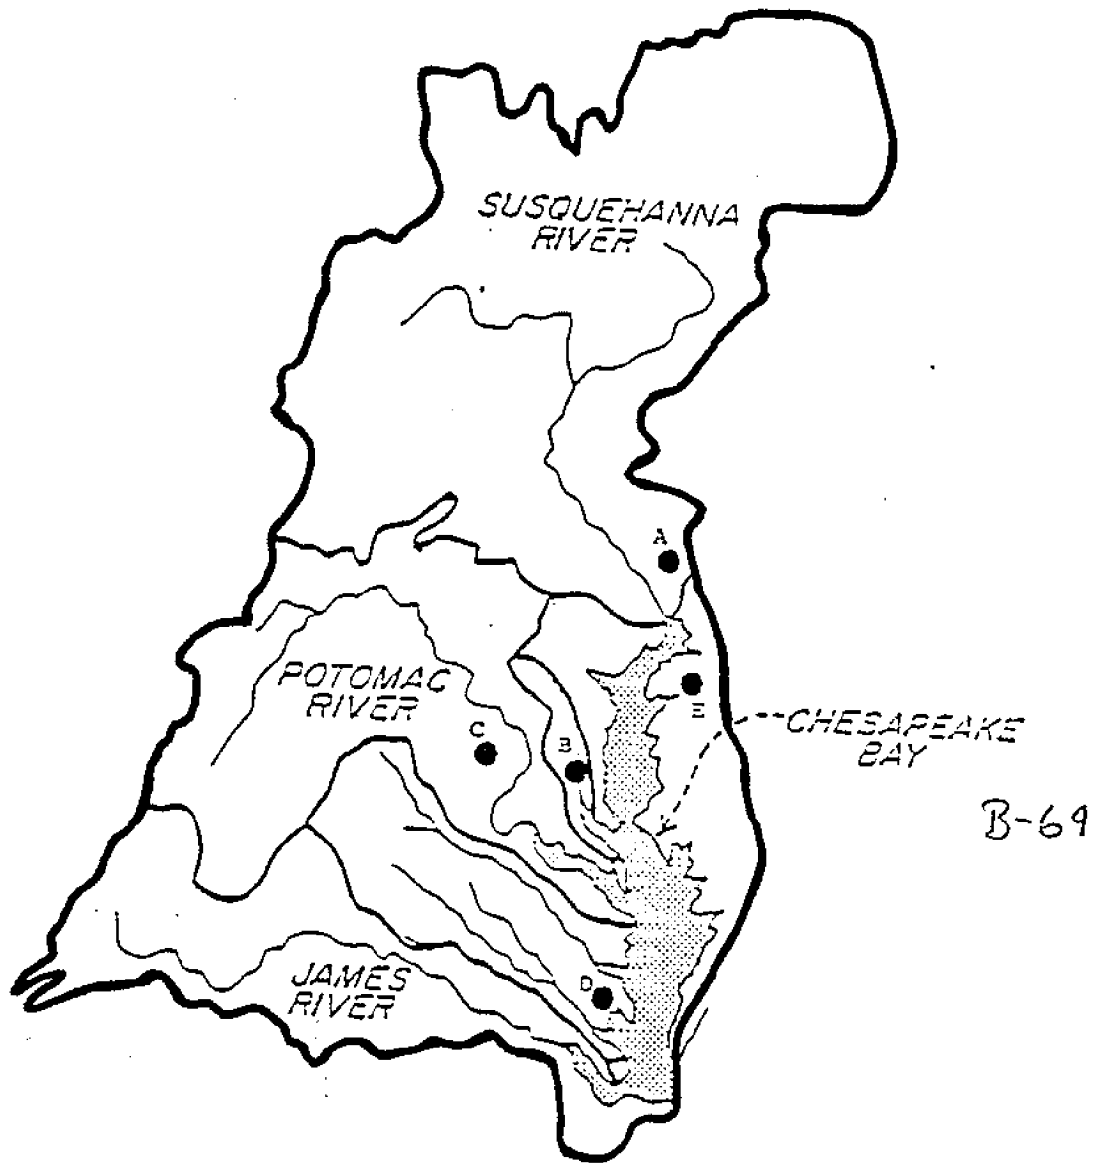 SUSQUEHANNA
RIVER
A
POTOMAC
RIVER
E
C
B
CHESAPEAKE
BAY
B-69
D
JAMES
RIVER